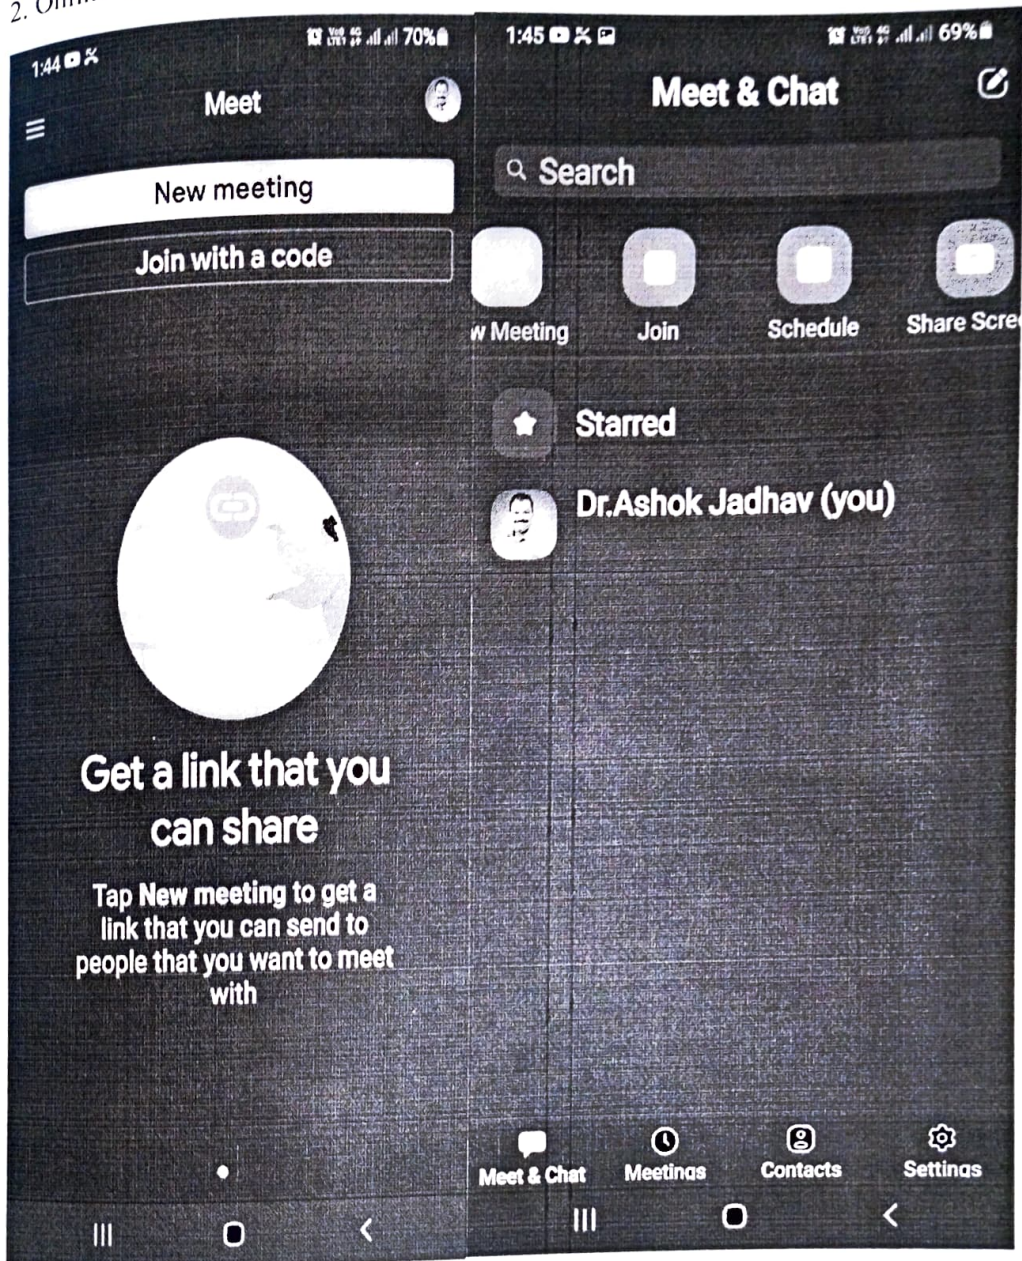 2.
1:44
70%
Meet
New meeting
Join with a code
Get a link that you
can share
Tap New meeting to get a
link that you can send to
people that you want to meet
with
1:45
69%
Meet & Chat
Search
w Meeting
Join
Schedule
Share Scre
Starred
Dr.Ashok Jadhav (you)
Meet & Chat
Meetings
Contacts
Settings